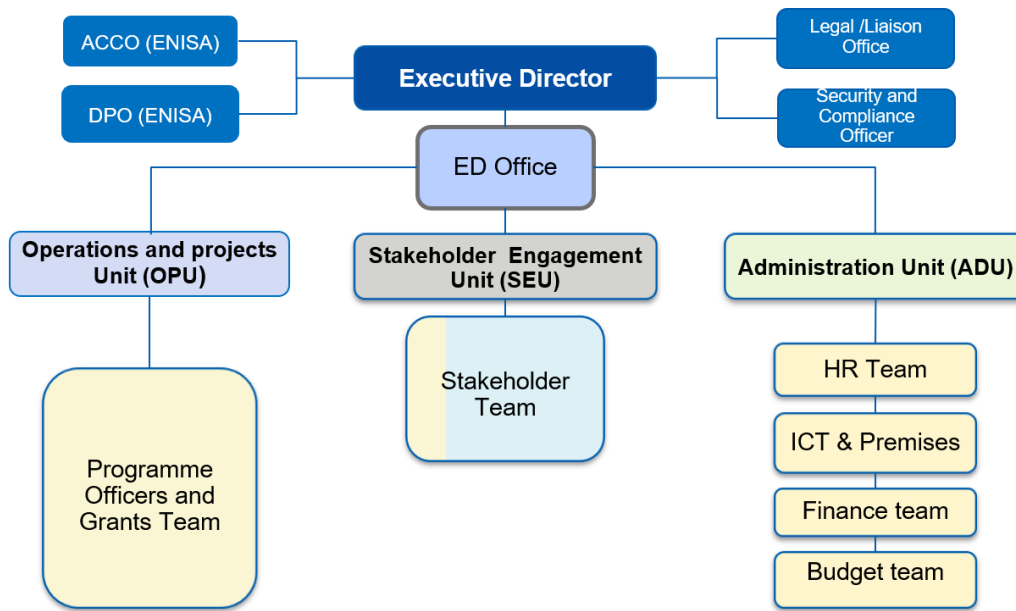 ACCO (ENISA)
DPO (ENISA)
Executive Director
Legal /Liaison
Office
Security and
Compliance
Officer
ED Office
Operations and projects
Unit (OPU)
Stakeholder Engagement
Unit (SEU)
Administration Unit (ADU)
Programme
Officers and
Grants Team
Stakeholder
Team
HR Team
ICT & Premises
Finance team
Budget team